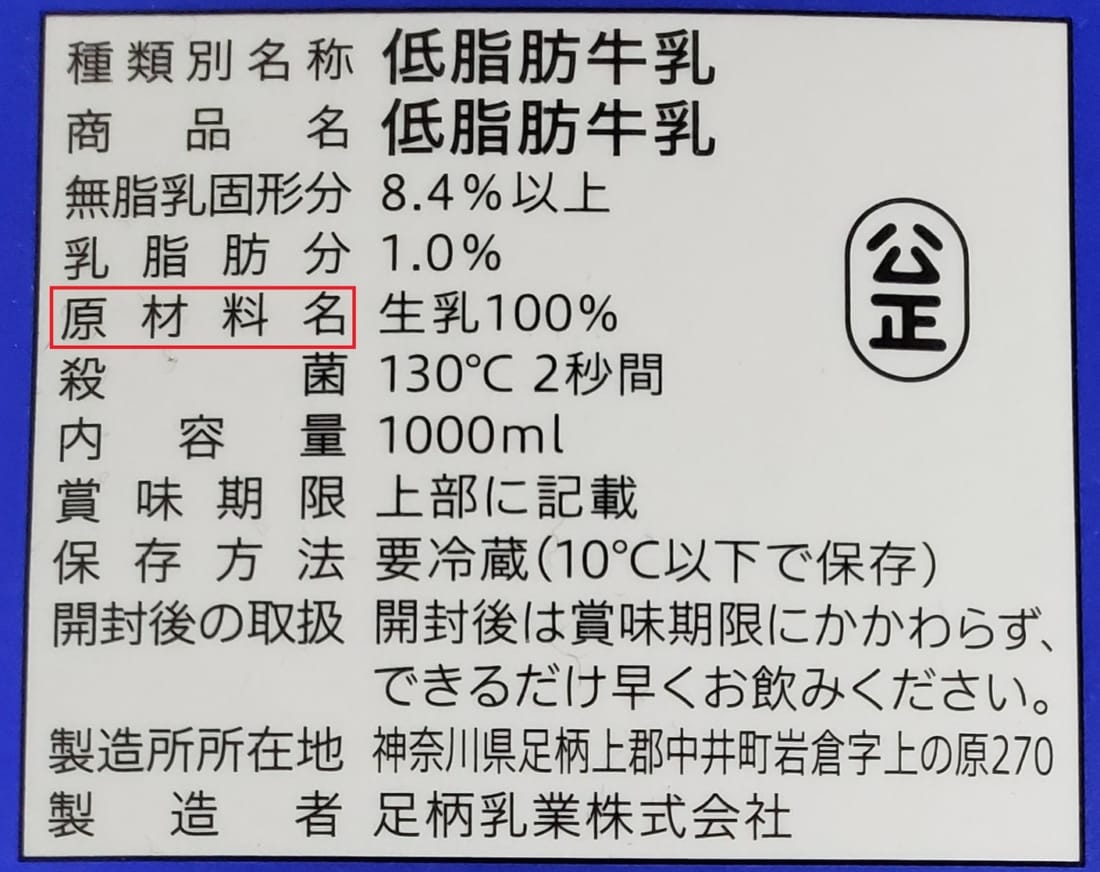 種類別名称 低脂肪牛乳
商品名 低脂肪牛乳
無脂乳固形分 8.4%以上
乳脂肪分 1.0%
原材料名 生乳100%
殺菌 130℃ 2秒間
内容量 1000ml
賞味期限 上部に記載
保存方法 要冷蔵(10℃以下で保存)
開封後の取扱 開封後は賞味期限にかかわらず、
できるだけ早くお飲みください。
製造所所在地 神奈川県足柄上郡中井町岩倉字上の原270
製造者 足柄乳業株式会社
公正